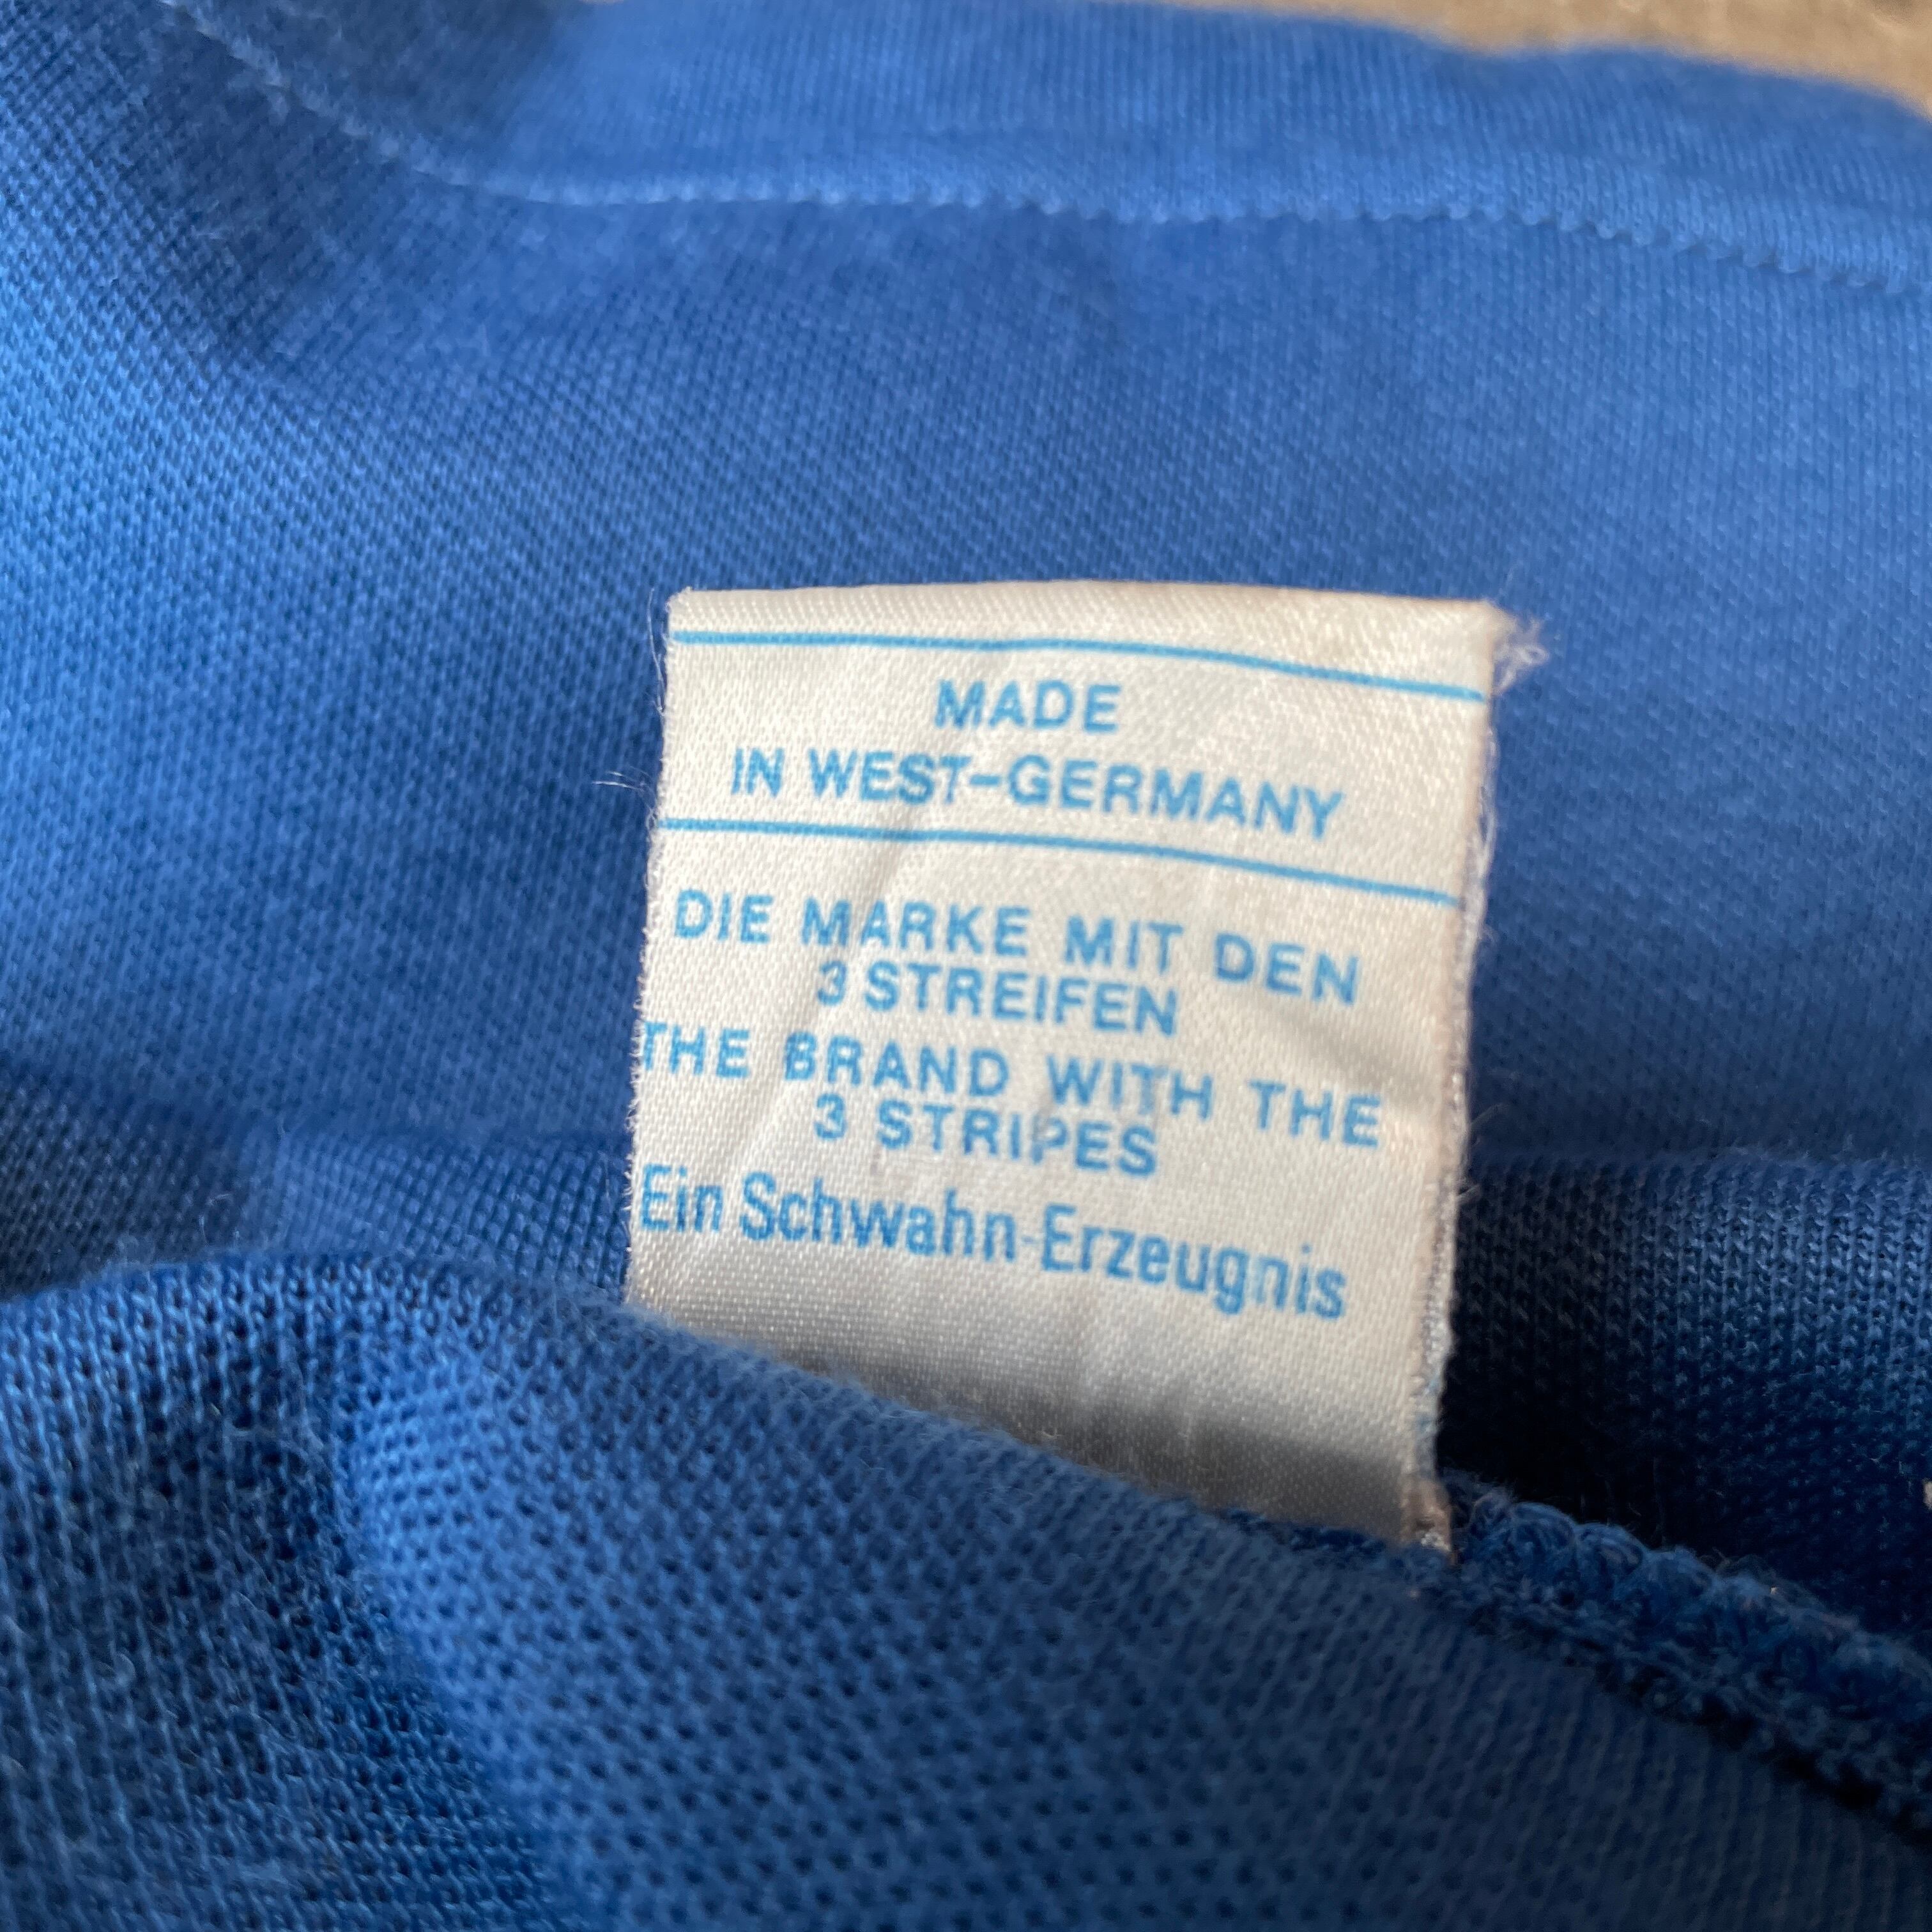 MADE
IN WEST-GERMANY
DIE MARKE MIT DEN
3 STREIFEN
THE BRAND WITH THE
3 STRIPES
Ein Schwahn-Erzeugnis